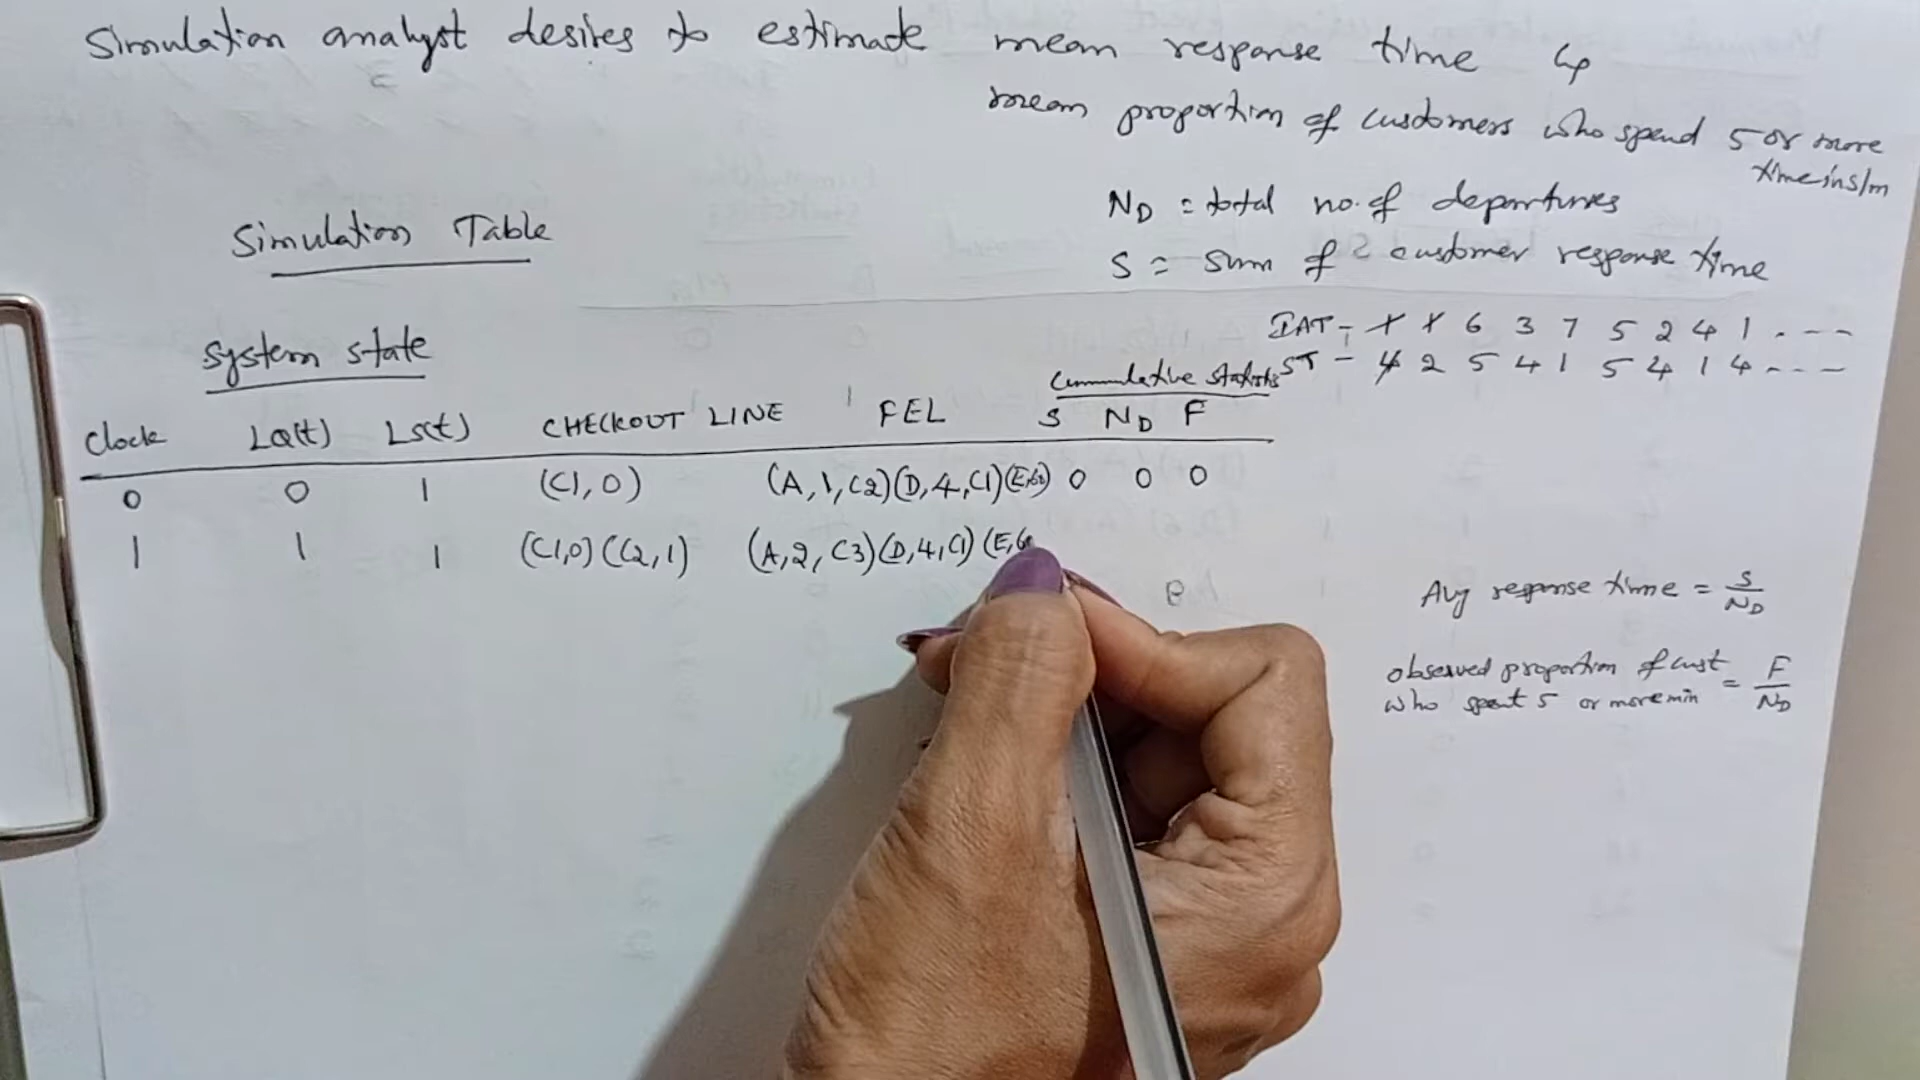 Simulation analyst desires to estimate mean response time &
mean proportion of customers who spend 5 or more
time in s/m
ND = total no. of departures
S = sum of customer response time
Simulation Table
IAT - 1 1 6 3 7 5 2 4 1 . ---
ST - 4 2 5 4 1 5 4 1 4 ---
System state
Cummulative statistics
Clock LQ(t) LS(t) CHECKOUT LINE FEL S ND F
0 0 1 (C1,0) (A,1,C2)(D,4,C1)(E,60) 0 0 0
1 1 1 (C1,0)(C2,1) (A,2,C3)(D,4,C1)(E,60
Avg response time = S/ND
observed proportion of cust
who spent 5 or more min = F/ND